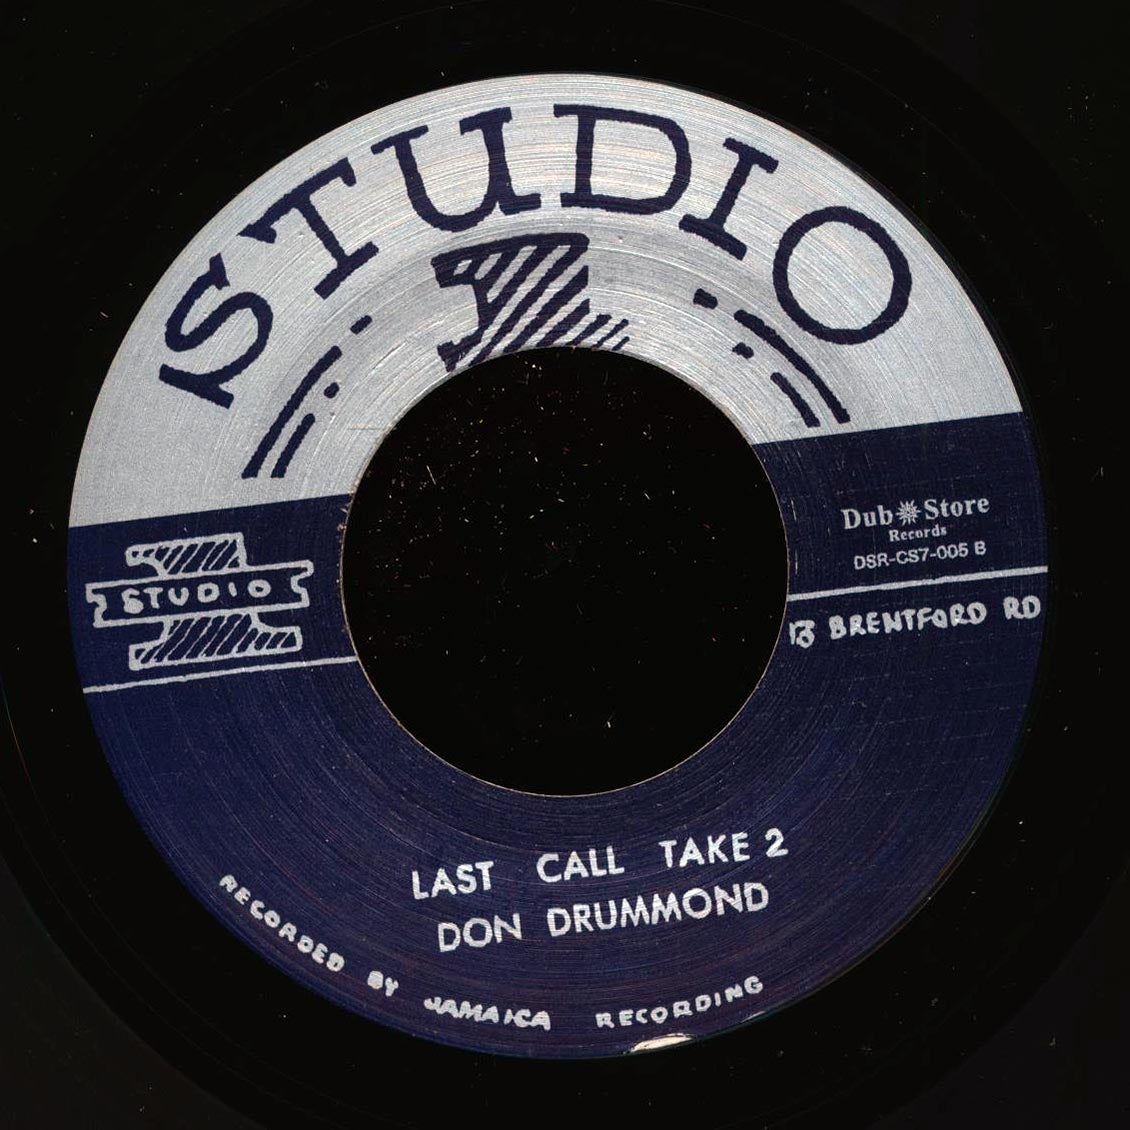 STUDIO
1
Dub Store
Records
DSR-CS7-005 B
STUDIO
13 BRENTFORD RD
LAST CALL TAKE 2
DON DRUMMOND
RECORDED BY JAMAICA RECORDING